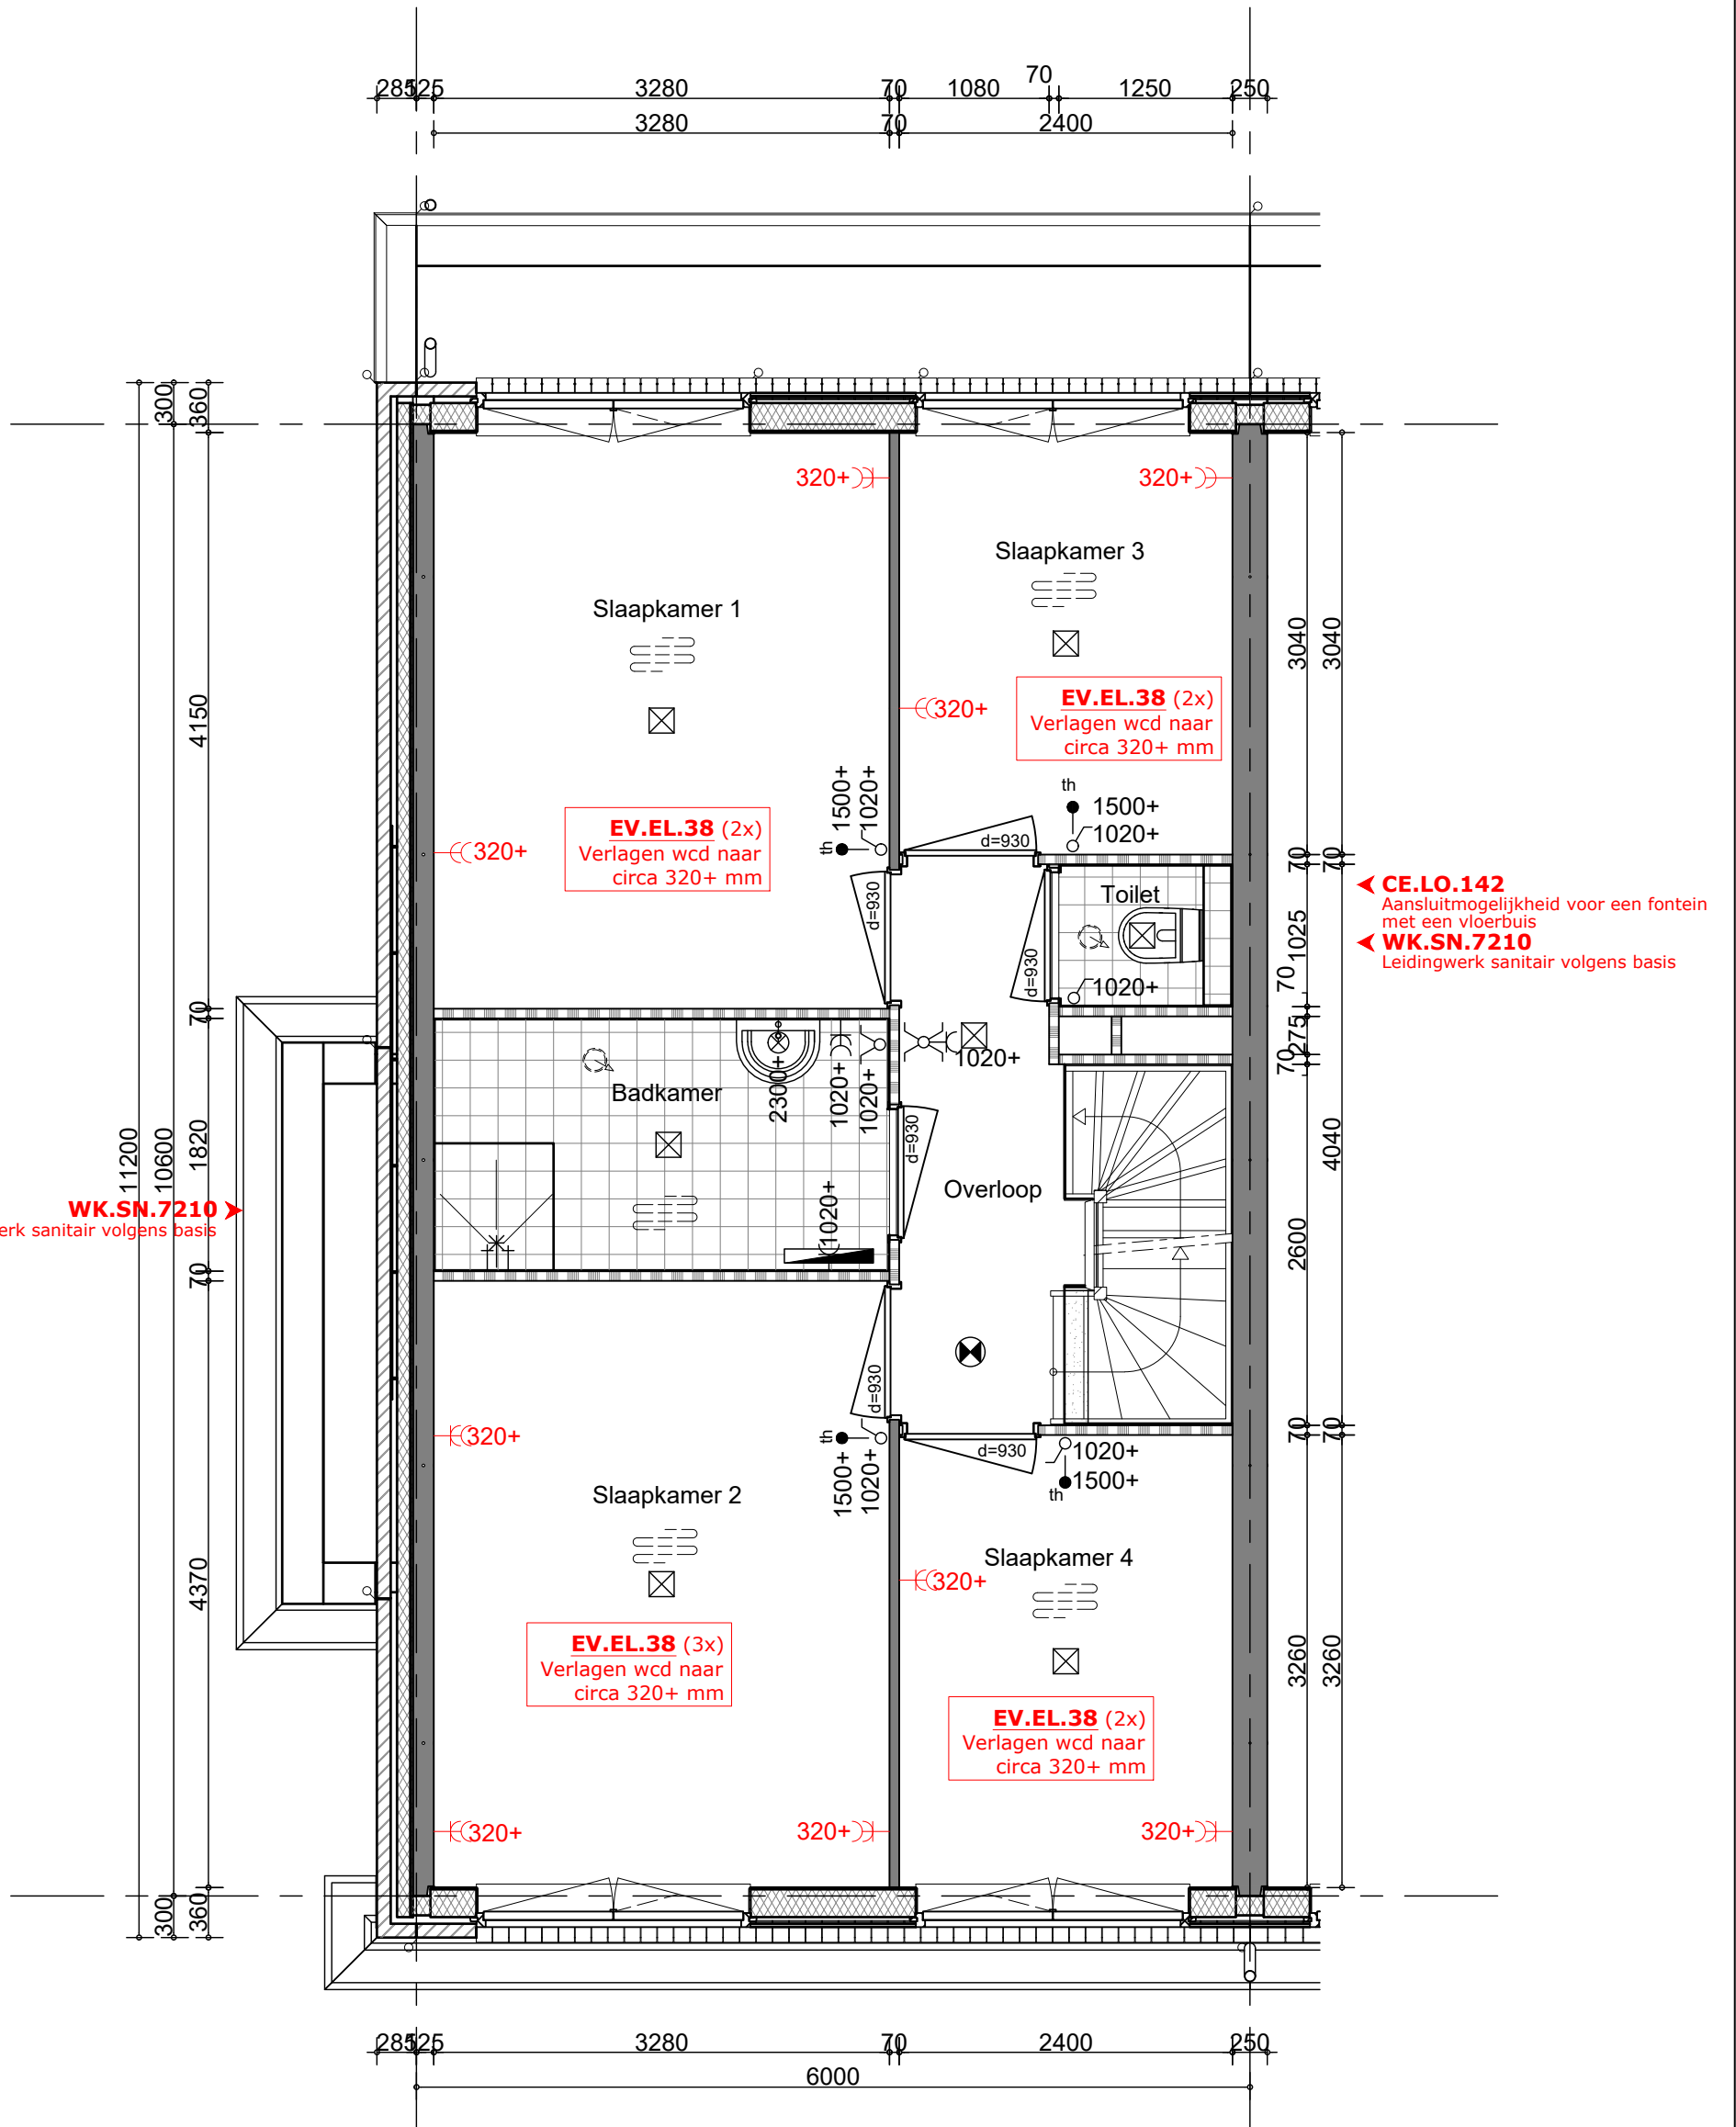 70
285 125 3280 70 1080 1250 250
3280 70 2400
300 360
320+ 320+
Slaapkamer 3
Slaapkamer 1
3040 3040
4150
EV.EL.38 (2x)
Verlagen wcd naar
circa 320+ mm
320+
th
1500+
1020+
1500+ 1020+
th
EV.EL.38 (2x)
Verlagen wcd naar
circa 320+ mm
320+
d=930
70 70
d=930
Toilet
CE.LO.142
Aansluitmogelijkheid voor een fontein
met een vloerbuis
WK.SN.7210
Leidingwerk sanitair volgens basis
1025
d=930
1020+
70
70
275
70
1020+
2300+ 1020+ 1020+
Badkamer
d=930
11200 10600 1820
4040
Overloop
WK.SN.7210
erk sanitair volgens basis
1020+
2600
70
d=930
320+
th
1500+ 1020+
d=930
1020+
1500+
th
70 70
Slaapkamer 2
Slaapkamer 4
320+
4370
EV.EL.38 (3x)
Verlagen wcd naar
circa 320+ mm
3260 3260
EV.EL.38 (2x)
Verlagen wcd naar
circa 320+ mm
320+ 320+ 320+
300 360
285 125 3280 70 2400 250
6000